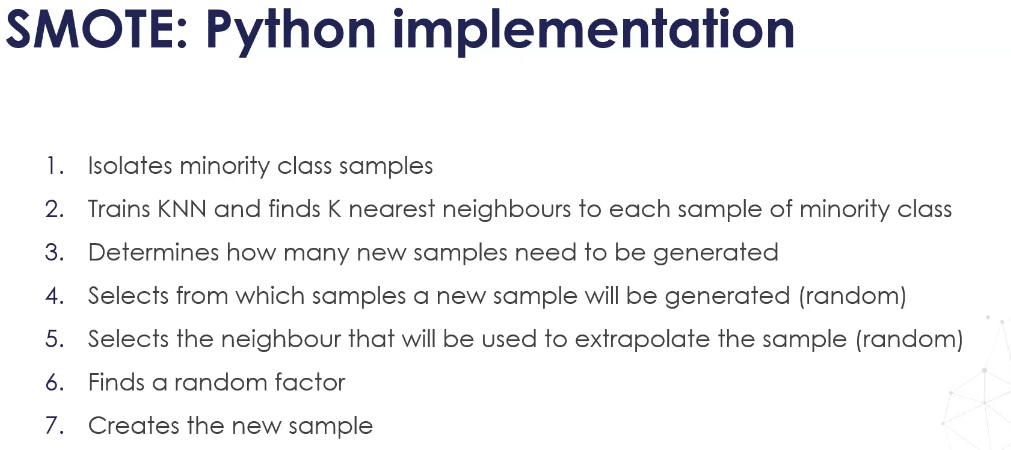 SMOTE: Python implementation
1. Isolates minority class samples
2. Trains KNN and finds K nearest neighbours to each sample of minority class
3. Determines how many new samples need to be generated
4. Selects from which samples a new sample will be generated (random)
5. Selects the neighbour that will be used to extrapolate the sample (random)
6. Finds a random factor
7. Creates the new sample